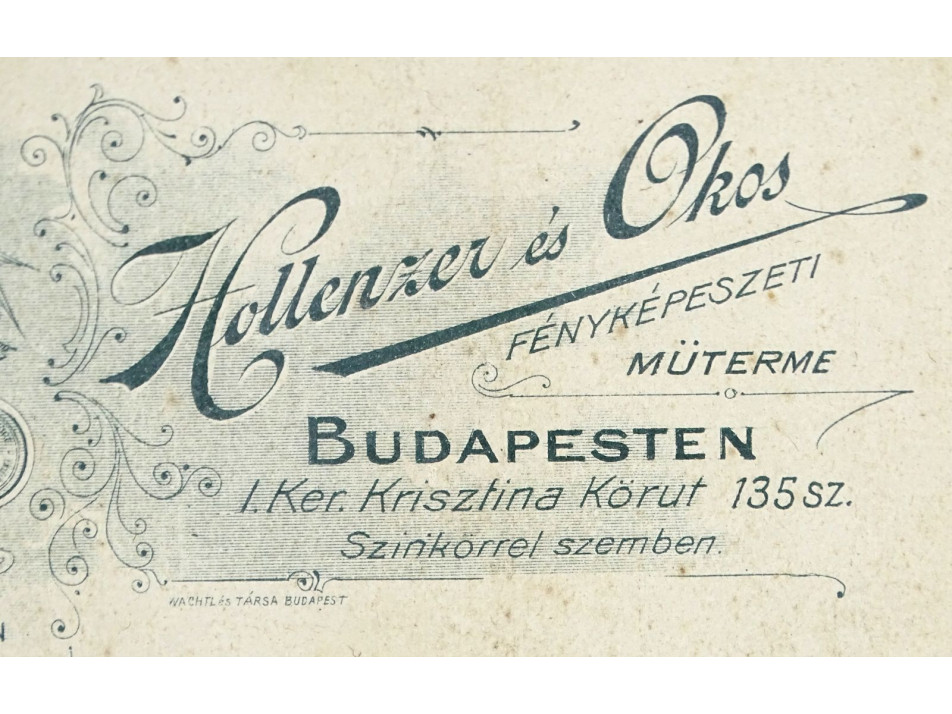 Hollenzer és Okos
FÉNYKÉPESZETI
MÜTERME
BUDAPESTEN
I. Ker. Krisztina Körut 135 sz.
Szinkörrel szemben.
WACHTL és TÁRSA BUDAPEST